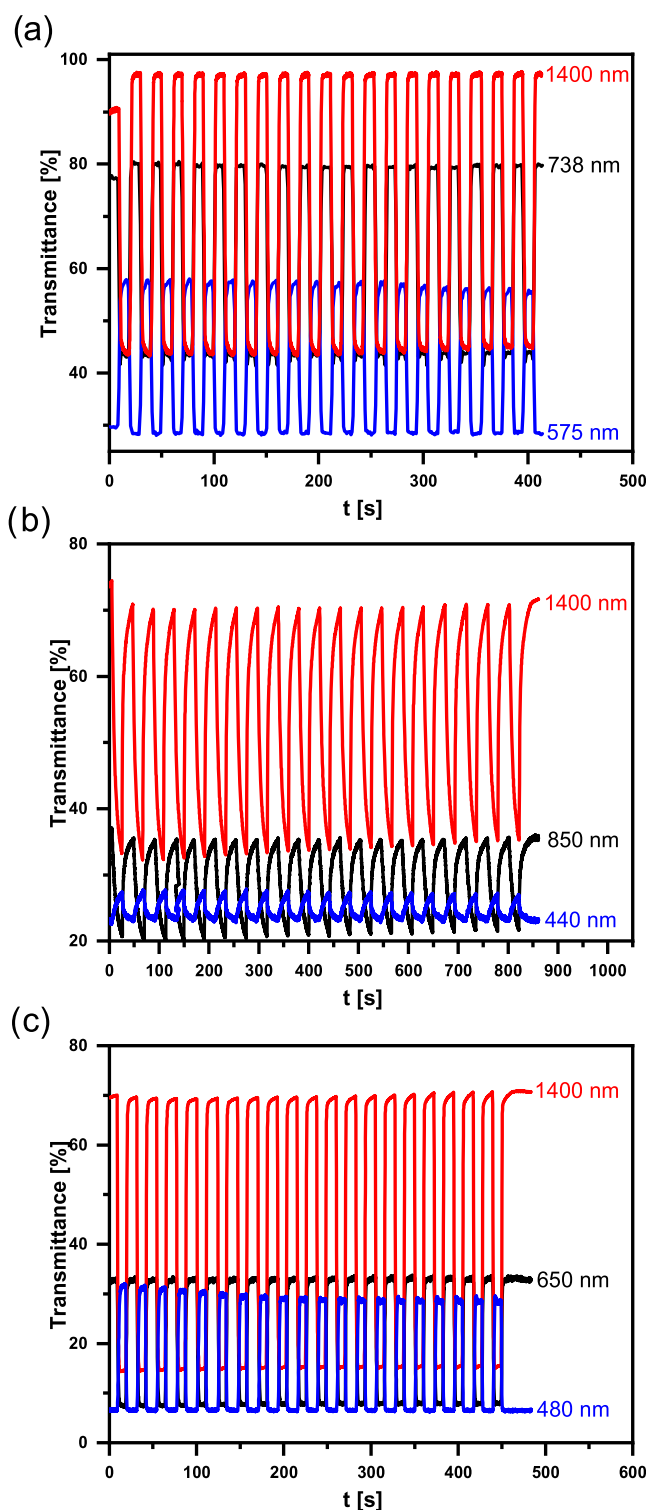 (a)
100
80
60
40
Transmittance [%]
1400 nm
738 nm
575 nm
0 100 200 300 400 500
t [s]
(b)
80
60
40
20
Transmittance [%]
1400 nm
850 nm
440 nm
0 100 200 300 400 500 600 700 800 900 1000
t [s]
(c)
80
60
40
20
0
Transmittance [%]
1400 nm
650 nm
480 nm
0 100 200 300 400 500 600
t [s]